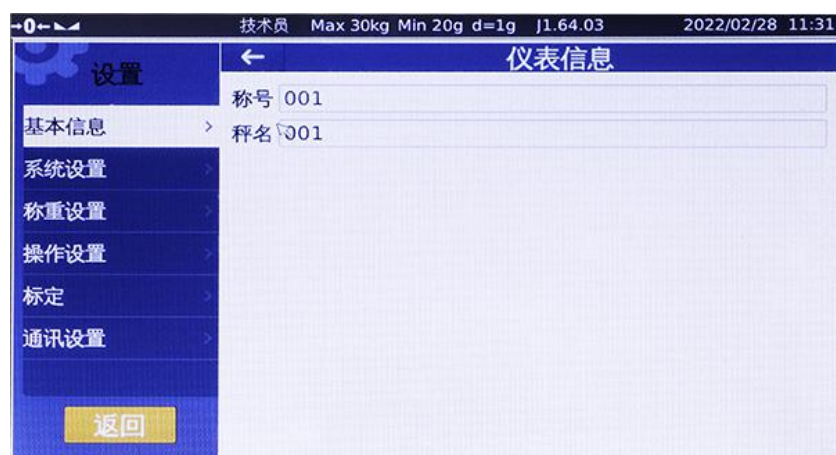 →0← 技术员 Max 30kg Min 20g d=1g J1.64.03 2022/02/28 11:31
设置
← 仪表信息
称号 001
秤名 001
基本信息 >
系统设置 >
称重设置 >
操作设置 >
标定 >
通讯设置 >
返回